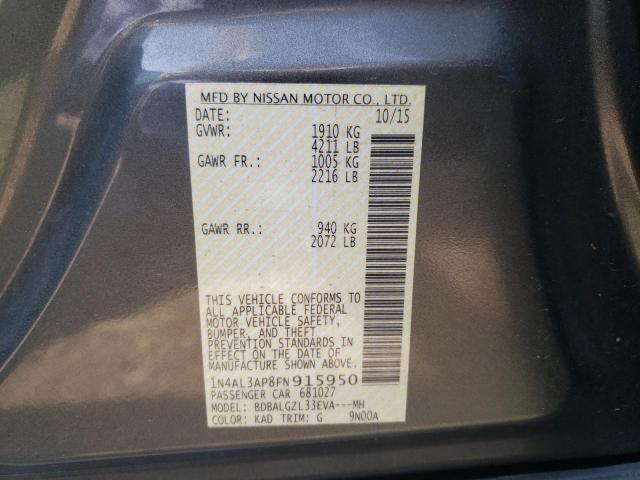 MFD BY NISSAN MOTOR CO., LTD.
DATE: 10/15
GVWR: 1910 KG
4211 LB
GAWR FR.: 1005 KG
2216 LB
GAWR RR.: 940 KG
2072 LB
THIS VEHICLE CONFORMS TO
ALL APPLICABLE FEDERAL
MOTOR VEHICLE SAFETY,
BUMPER, AND THEFT
PREVENTION STANDARDS IN
EFFECT ON THE DATE OF
MANUFACTURE SHOWN ABOVE.
1N4AL3AP8FN915950
PASSENGER CAR 681027
MODEL: BDBALGZL33EVA---MH
COLOR: KAD TRIM: G 9N00A